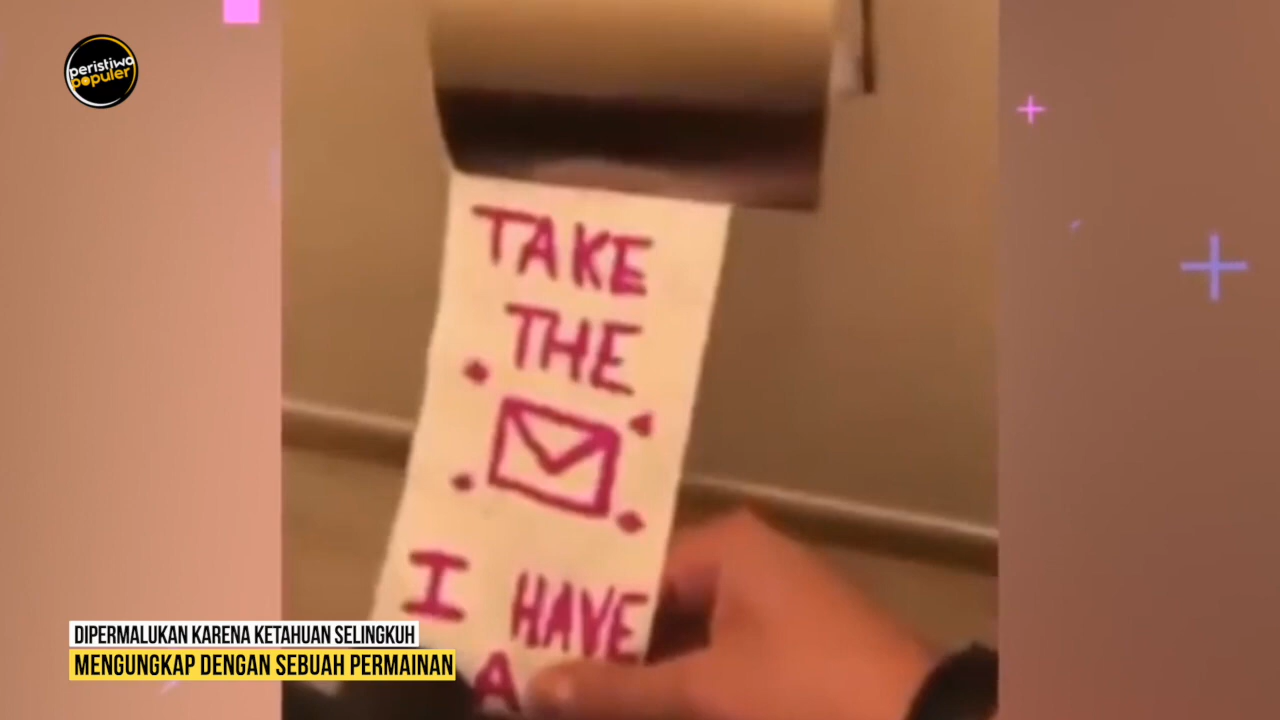 peristiwa
populer
TAKE
THE
I HAVE
A
DIPERMALUKAN KARENA KETAHUAN SELINGKUH
MENGUNGKAP DENGAN SEBUAH PERMAINAN